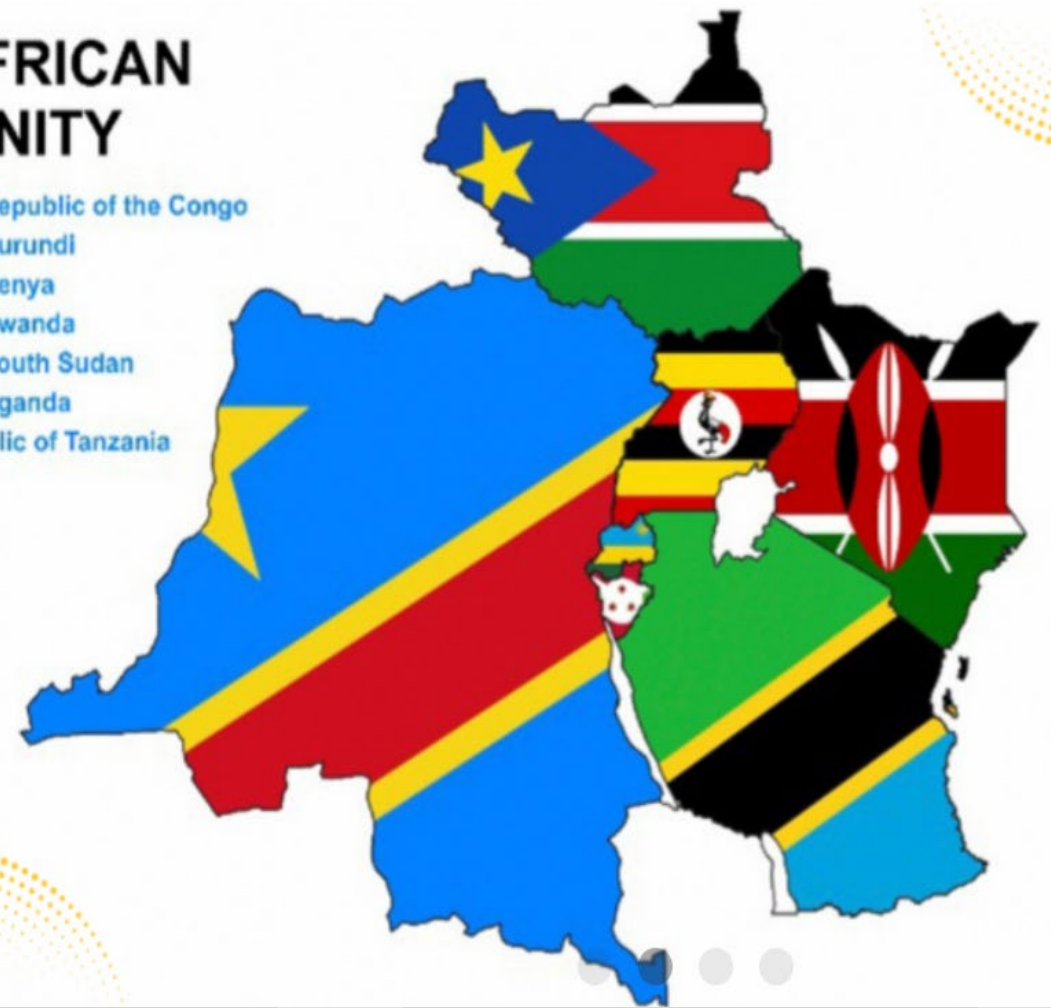 FRICAN
NITY
epublic of the Congo
urundi
enya
wanda
outh Sudan
ganda
lic of Tanzania